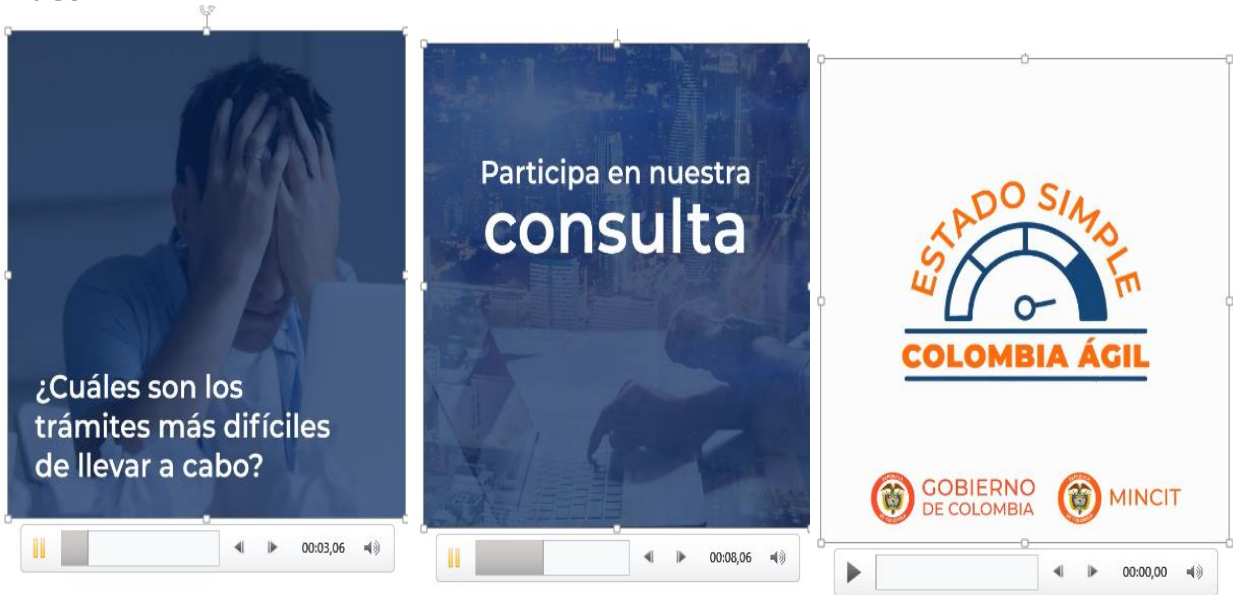 ¿Cuáles son los
trámites más difíciles
de llevar a cabo?
00:03,06
Participa en nuestra
consulta
00:08,06
ESTADO SIMPLE
COLOMBIA ÁGIL
GOBIERNO
DE COLOMBIA
MINCIT
00:00,00